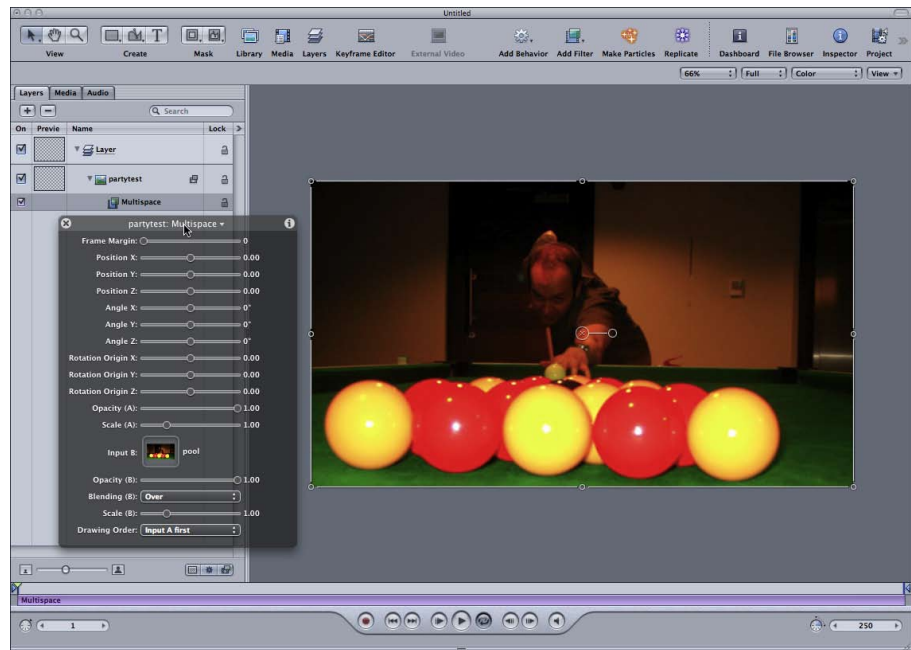 Untitled
View Create Mask Library Media Layers Keyframe Editor External Video Add Behavior Add Filter Make Particles Replicate Dashboard File Browser Inspector Project
66% Full Color View
Layers Media Audio
Search
On Previe Name Lock
Layer
partytest
Multispace
partytest: Multispace
Frame Margin: 0
Position X: 0.00
Position Y: 0.00
Position Z: 0.00
Angle X: 0°
Angle Y: 0°
Angle Z: 0°
Rotation Origin X: 0.00
Rotation Origin Y: 0.00
Rotation Origin Z: 0.00
Opacity (A): 1.00
Scale (A): 1.00
Input B: pool
Opacity (B): 1.00
Blending (B): Over
Scale (B): 1.00
Drawing Order: Input A first
Multispace
1 250